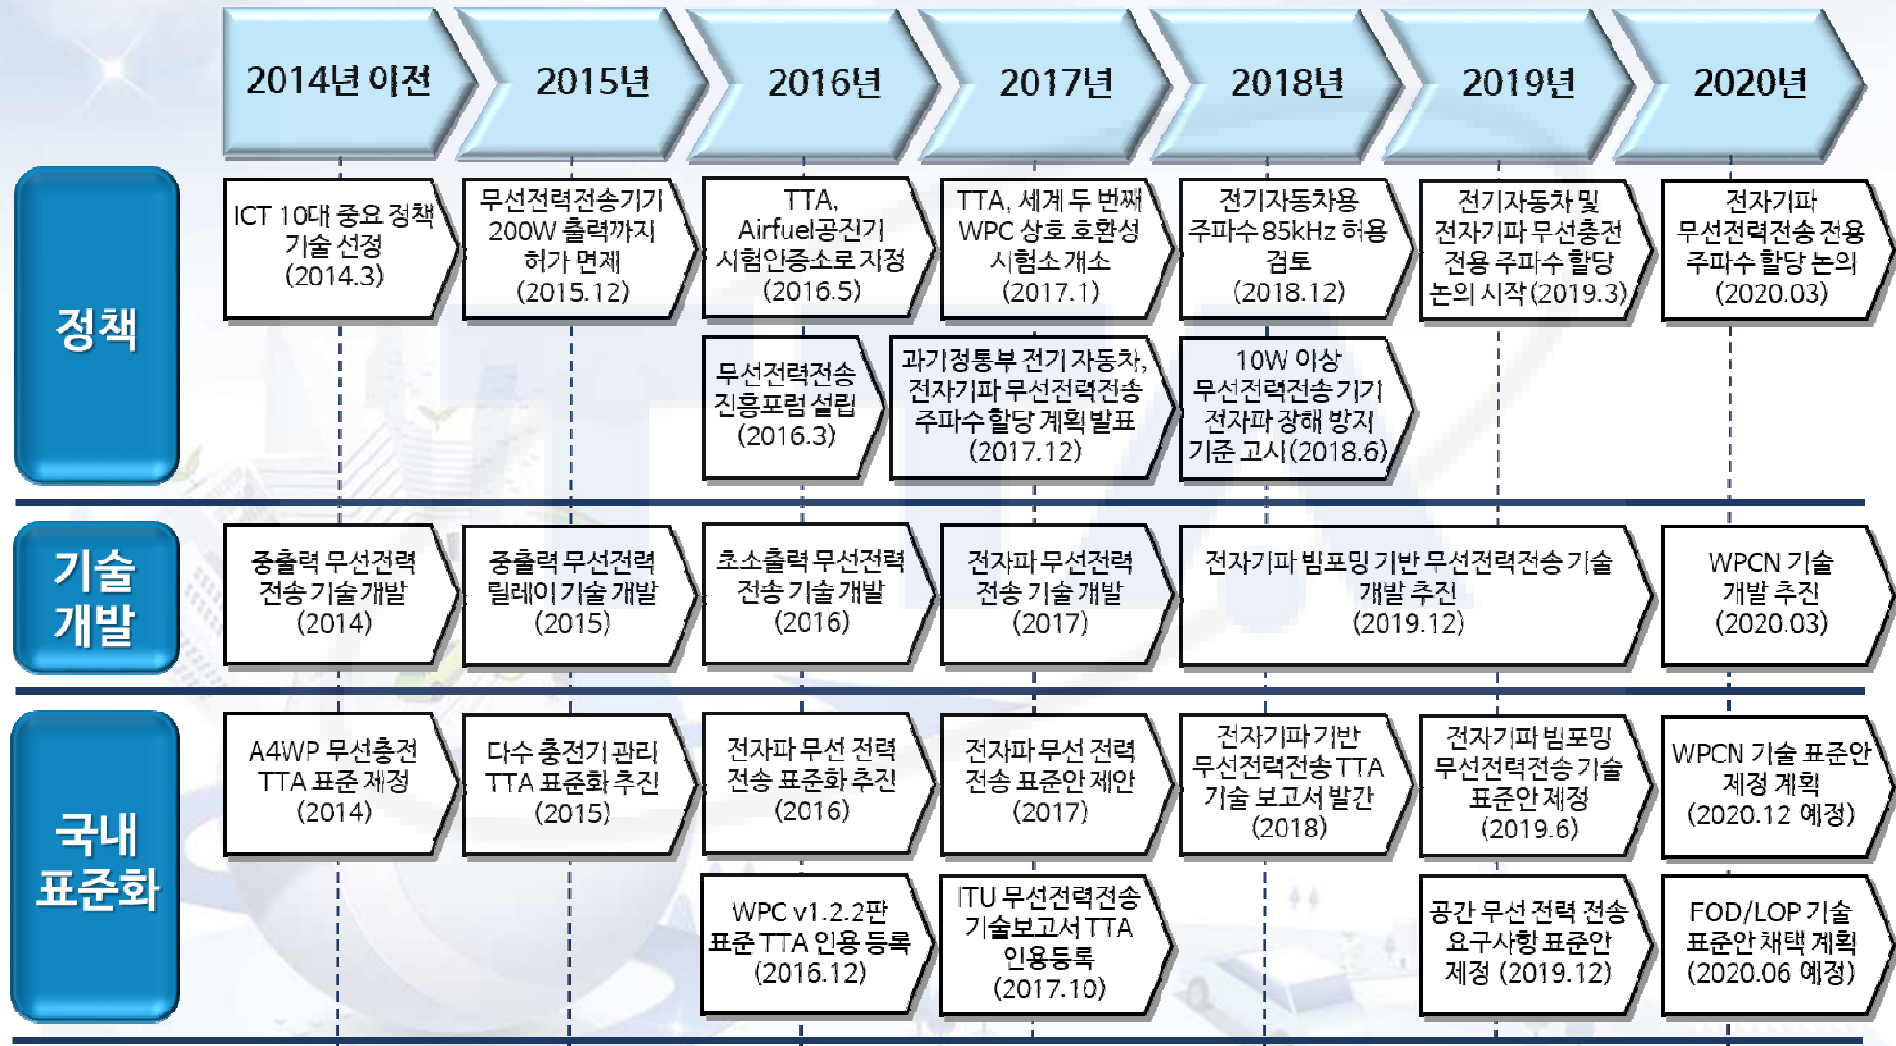 2014년 이전
2015년
2016년
2017년
2018년
2019년
2020년
정책
ICT 10대 중요 정책
기술 선정
(2014.3)
무선전력전송기기
200W 출력까지
허가 면제
(2015.12)
TTA,
Airfuel공진기
시험인증소로 지정
(2016.5)
TTA, 세계 두 번째
WPC 상호 호환성
시험소 개소
(2017.1)
전기자동차용
주파수 85kHz 허용
검토
(2018.12)
전기자동차 및
전자기파 무선충전
전용 주파수 할당
논의 시작(2019.3)
전자기파
무선전력전송 전용
주파수 할당 논의
(2020.03)
무선전력전송
진흥포럼 설립
(2016.3)
과기정통부 전기 자동차,
전자기파 무선전력전송
주파수 할당 계획 발표
(2017.12)
10W 이상
무선전력전송 기기
전자파 장해 방지
기준 고시(2018.6)
기술
개발
중출력 무선전력
전송 기술 개발
(2014)
중출력 무선전력
릴레이 기술 개발
(2015)
초소출력 무선전력
전송 기술 개발
(2016)
전자파 무선전력
전송 기술 개발
(2017)
전자기파 빔포밍 기반 무선전력전송 기술
개발 추진
(2019.12)
WPCN 기술
개발 추진
(2020.03)
국내
표준화
A4WP 무선충전
TTA 표준 제정
(2014)
다수 충전기 관리
TTA 표준화 추진
(2015)
전자파 무선 전력
전송 표준화 추진
(2016)
전자파 무선 전력
전송 표준안 제안
(2017)
전자기파 기반
무선전력전송 TTA
기술 보고서 발간
(2018)
전자기파 빔포밍
무선전력전송 기술
표준안 제정
(2019.6)
WPCN 기술 표준안
제정 계획
(2020.12 예정)
WPC v1.2.2판
표준 TTA 인용 등록
(2016.12)
ITU 무선전력전송
기술보고서 TTA
인용등록
(2017.10)
공간 무선 전력 전송
요구사항 표준안
제정 (2019.12)
FOD/LOP 기술
표준안 채택 계획
(2020.06 예정)
TTA